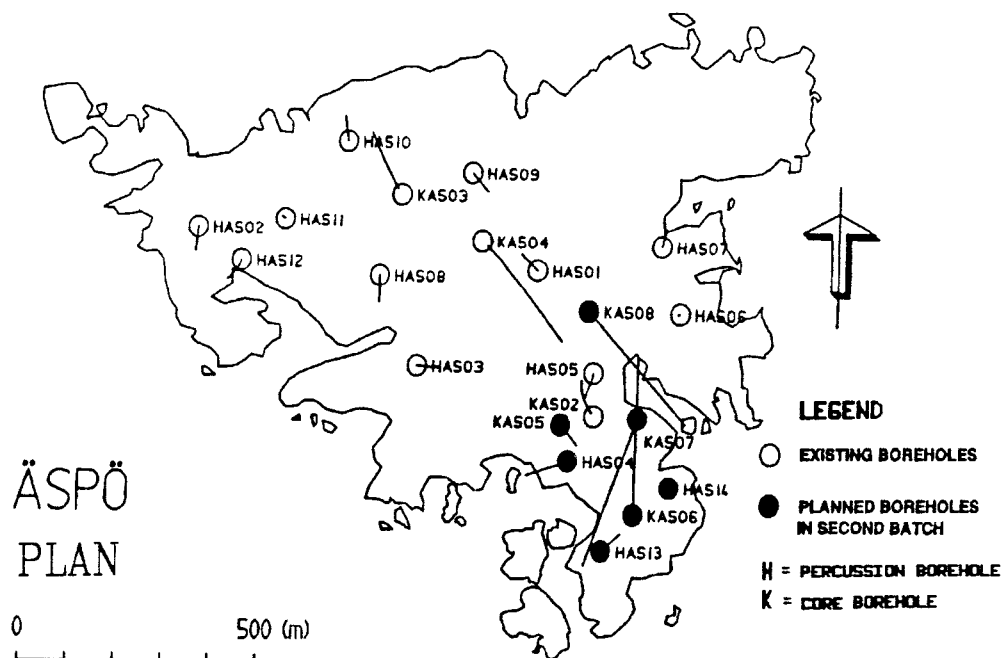 HAS10
HAS09
KAS03
HAS02
HAS11
KAS04
HAS07
HAS12
HAS08
HAS01
KAS08
HAS06
HAS03
HAS05
KAS02
KAS05
KAS07
HAS04
HAS14
KAS06
HAS13
LEGEND
EXISTING BOREHOLES
PLANNED BOREHOLES
IN SECOND BATCH
H = PERCUSSION BOREHOLE
K = CORE BOREHOLE
ÄSPÖ
PLAN
0 500 (m)